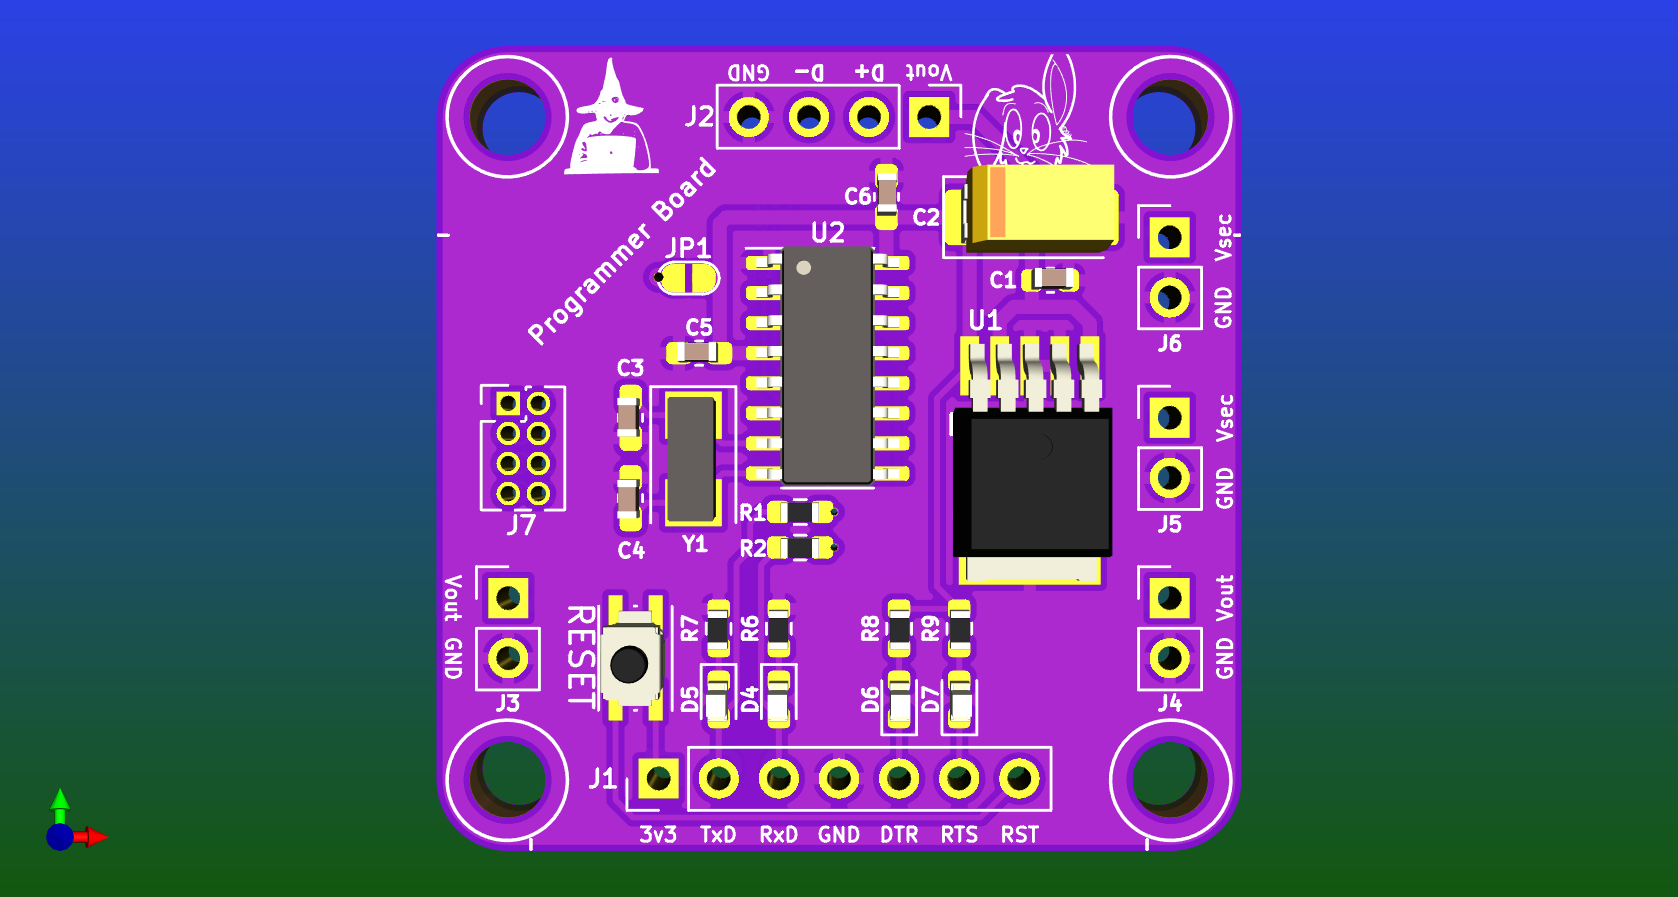 GND D- D+ Vout
J2
Programmer Board
C6
C2
U2
JP1
C1
Vsec
GND
J6
U1
C5
C3
Vsec
GND
J5
J7
C4
Y1
R1
R2
Vout
GND
J3
RESET
R7
R6
R8
R9
Vout
GND
J4
D5
D4
D6
D7
J1
3v3 TxD RxD GND DTR RTS RST